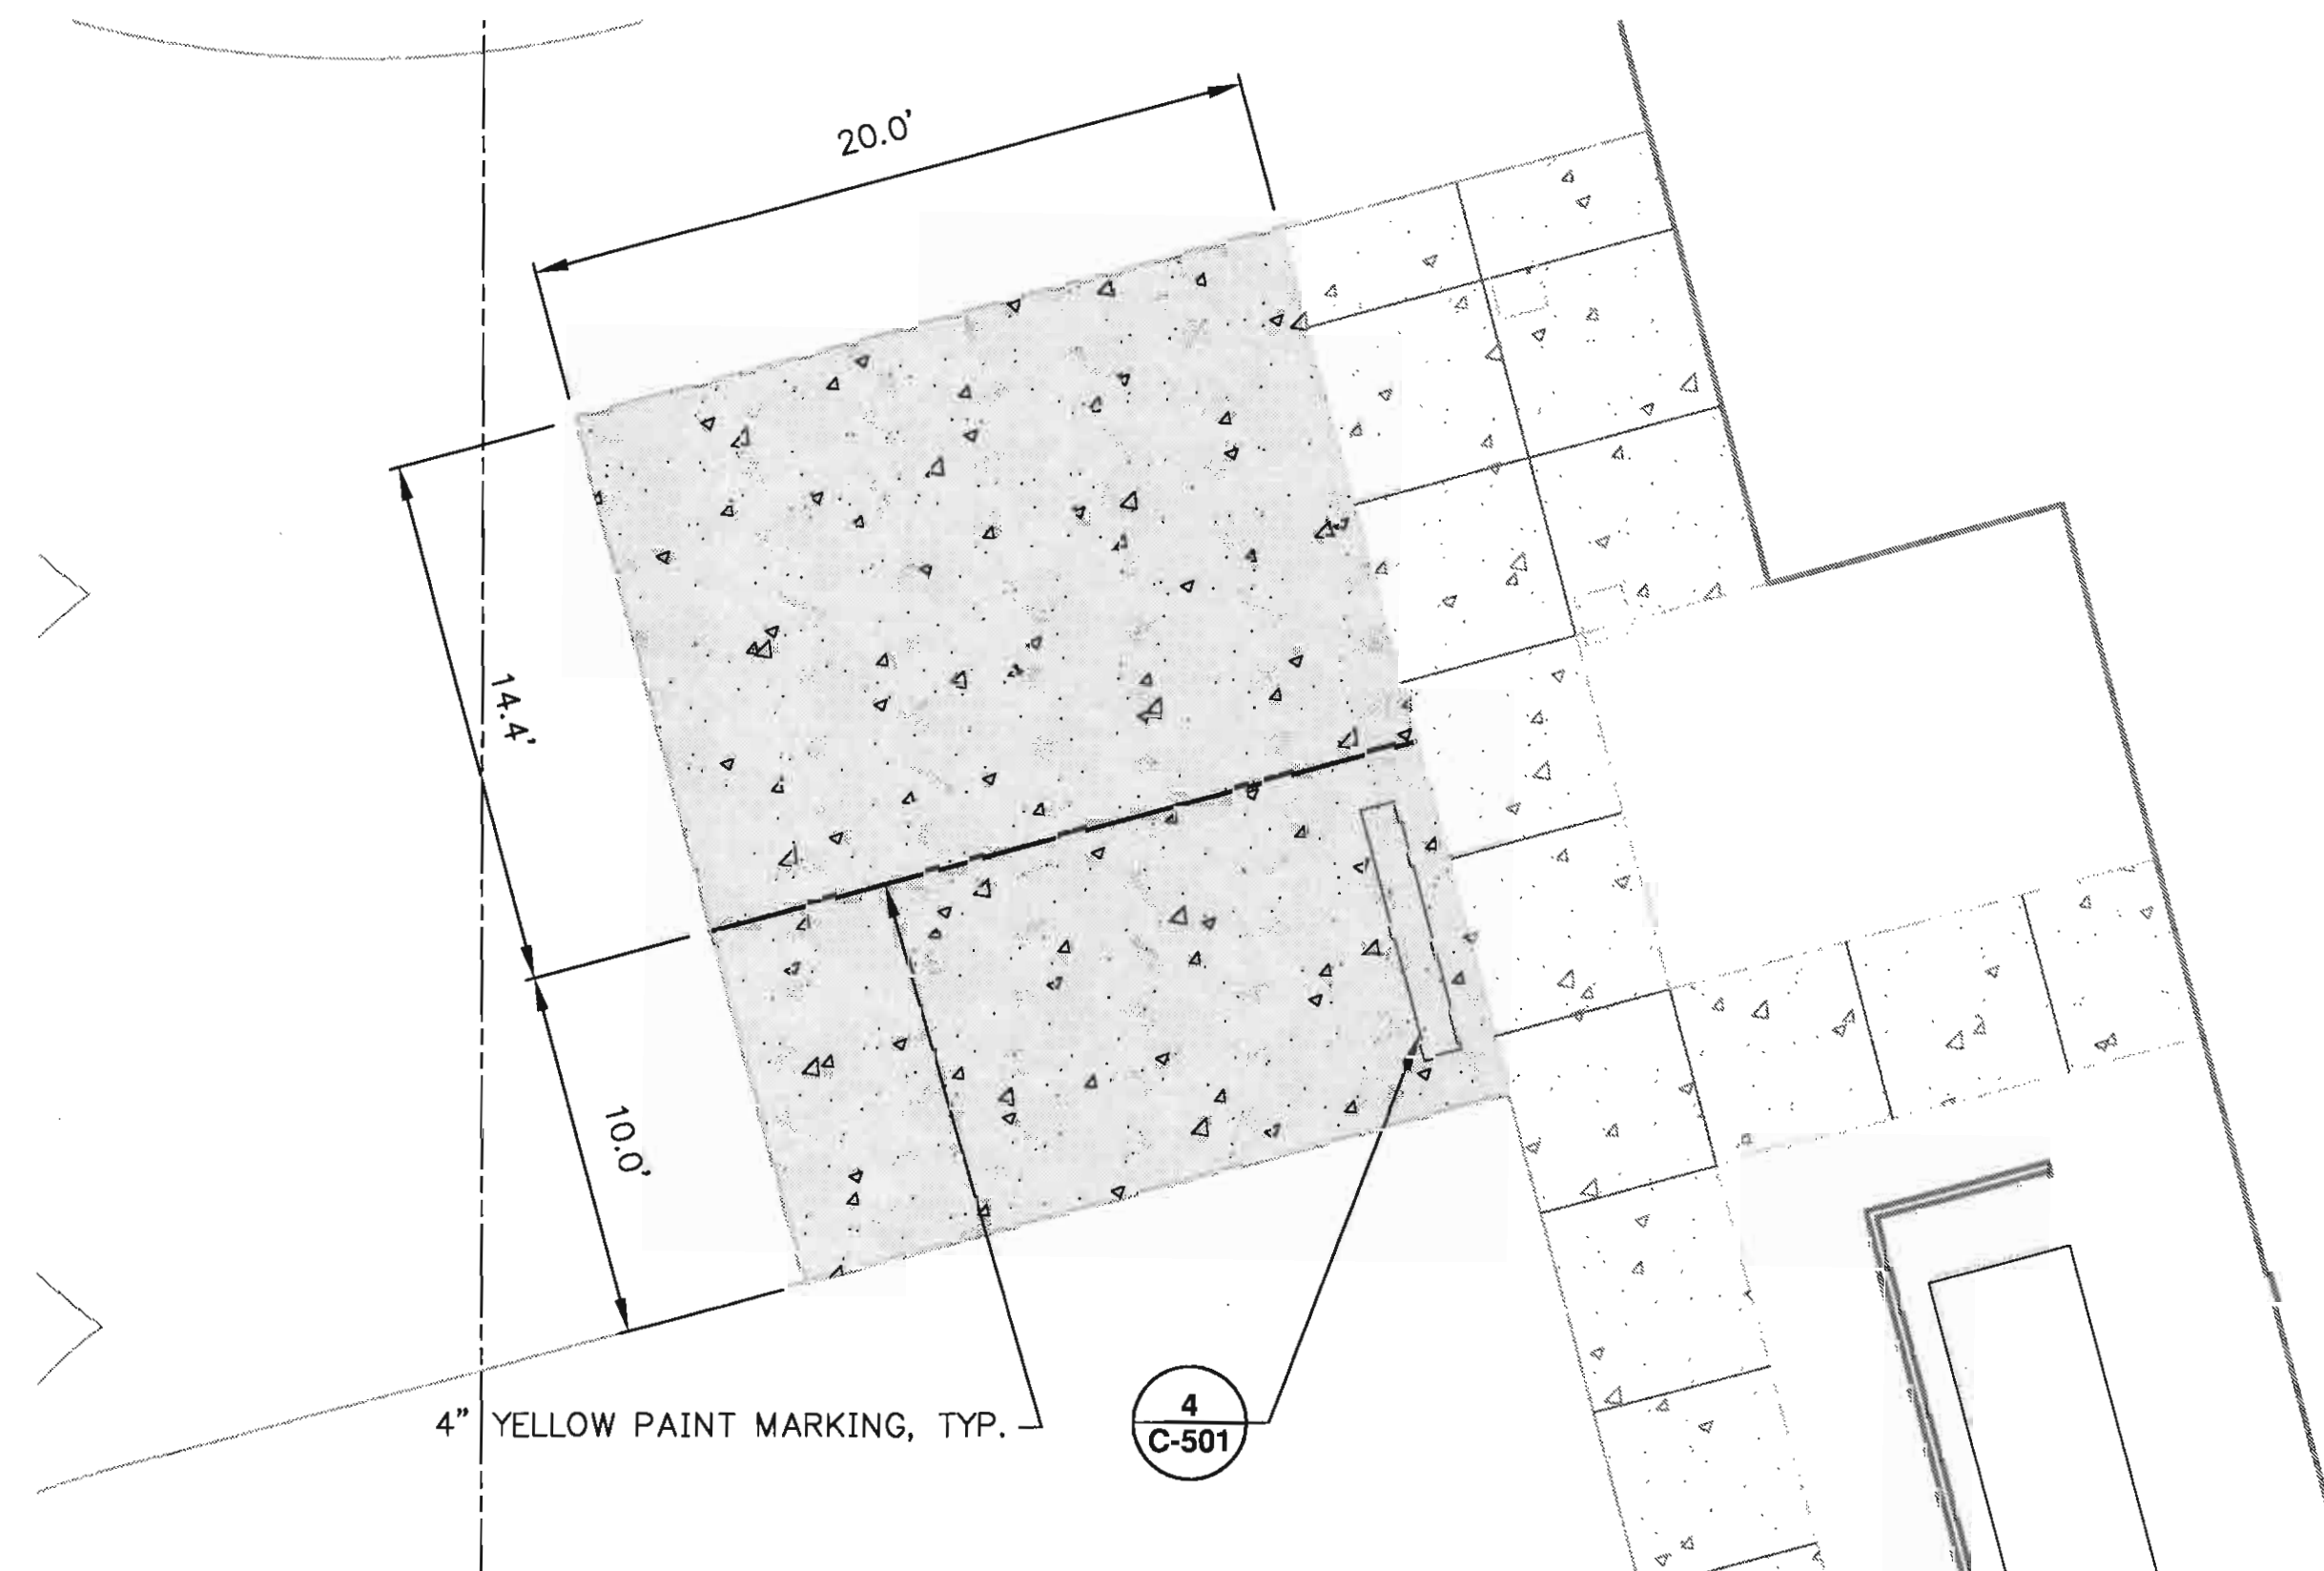 20.0'
14.4'
10.0'
4” YELLOW PAINT MARKING, TYP.
4
C-501